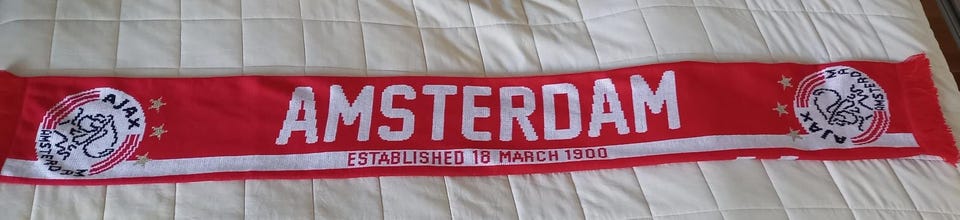 AJAX
AMSTERDAM
AMSTERDAM
ESTABLISHED 18 MARCH 1900
AJAX
AMSTERDAM